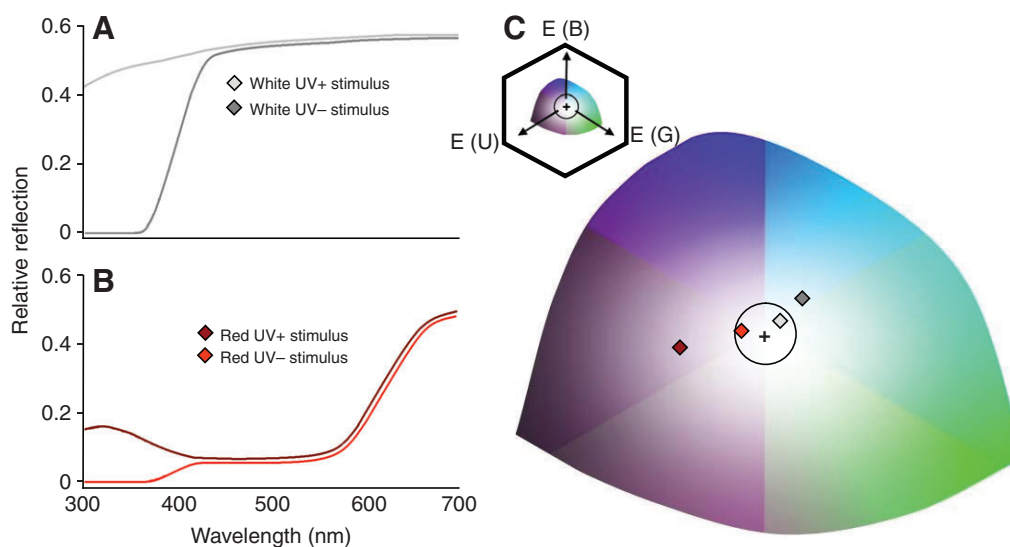 A
0.6
0.4
0.2
0
White UV+ stimulus
White UV– stimulus
Relative reflection
B
0.6
0.4
0.2
0
Red UV+ stimulus
Red UV– stimulus
300 400 500 600 700
Wavelength (nm)
C
E (B)
E (U)
E (G)
+
+